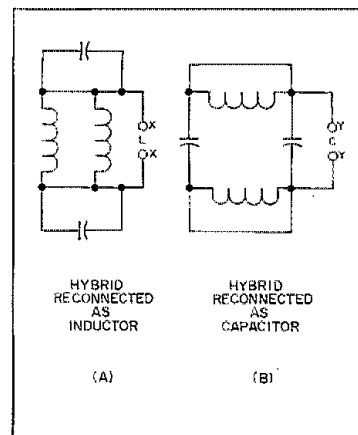 X
L
X
Y
C
Y
HYBRID
RECONNECTED
AS
INDUCTOR
HYBRID
RECONNECTED
AS
CAPACITOR
(A)
(B)